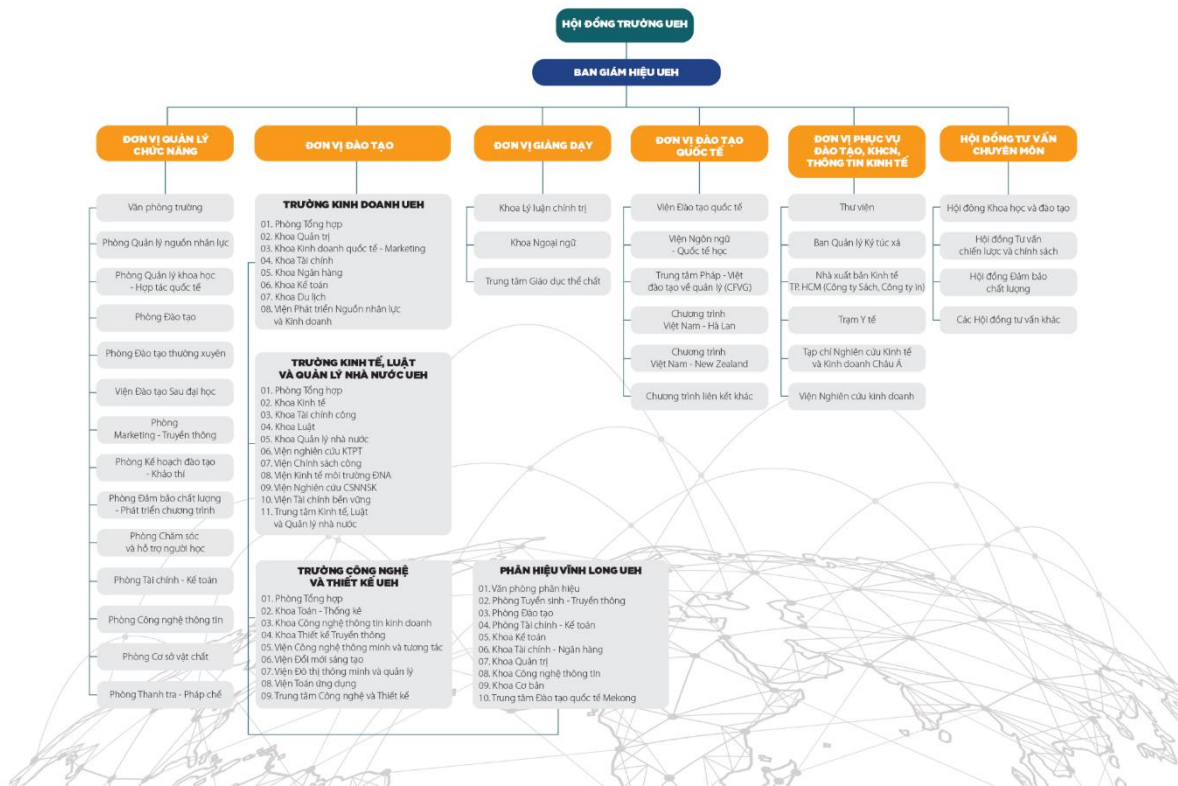 HỘI ĐỒNG TRƯỜNG UEH
BAN GIÁM HIỆU UEH
ĐƠN VỊ QUẢN LÝ
CHỨC NĂNG
Văn phòng trường
Phòng Quản lý nguồn nhân lực
Phòng Quản lý khoa học
- Hợp tác quốc tế
Phòng Đào tạo
Phòng Đào tạo thường xuyên
Viện Đào tạo Sau đại học
Phòng
Marketing - Truyền thông
Phòng Kế hoạch đào tạo
- Khảo thí
Phòng Đảm bảo chất lượng
- Phát triển chương trình
Phòng Chăm sóc
và hỗ trợ người học
Phòng Tài chính - Kế toán
Phòng Công nghệ thông tin
Phòng Cơ sở vật chất
Phòng Thanh tra - Pháp chế
ĐƠN VỊ ĐÀO TẠO
TRƯỜNG KINH DOANH UEH
01. Phòng Tổng hợp
02. Khoa Quản trị
03. Khoa Kinh doanh quốc tế - Marketing
04. Khoa Tài chính
05. Khoa Ngân hàng
06. Khoa Kế toán
07. Khoa Du lịch
08. Viện Phát triển Nguồn nhân lực
và Kinh doanh
TRƯỜNG KINH TẾ, LUẬT
VÀ QUẢN LÝ NHÀ NƯỚC UEH
01. Phòng Tổng hợp
02. Khoa Kinh tế
03. Khoa Tài chính công
04. Khoa Luật
05. Khoa Quản lý nhà nước
06. Viện nghiên cứu KTPT
07. Viện Chính sách công
08. Viện Kinh tế môi trường ĐNA
09. Viện Nghiên cứu CSNNSK
10. Viện Tài chính bền vững
11. Trung tâm Kinh tế, Luật
và Quản lý nhà nước
TRƯỜNG CÔNG NGHỆ
VÀ THIẾT KẾ UEH
01. Phòng Tổng hợp
02. Khoa Toán - Thống kê
03. Khoa Công nghệ thông tin kinh doanh
04. Khoa Thiết kế Truyền thông
05. Viện Công nghệ thông minh và tương tác
06. Viện Đổi mới sáng tạo
07. Viện Đô thị thông minh và quản lý
08. Viện Toán ứng dụng
09. Trung tâm Công nghệ và Thiết kế
PHÂN HIỆU VĨNH LONG UEH
01. Văn phòng phân hiệu
02. Phòng Tuyển sinh - Truyền thông
03. Phòng Đào tạo
04. Phòng Tài chính - Kế toán
05. Khoa Kế toán
06. Khoa Tài chính - Ngân hàng
07. Khoa Quản trị
08. Khoa Công nghệ thông tin
09. Khoa Cơ bản
10. Trung tâm Đào tạo quốc tế Mekong
ĐƠN VỊ GIẢNG DẠY
Khoa Lý luận chính trị
Khoa Ngoại ngữ
Trung tâm Giáo dục thể chất
ĐƠN VỊ ĐÀO TẠO
QUỐC TẾ
Viện Đào tạo quốc tế
Viện Ngôn ngữ
- Quốc tế học
Trung tâm Pháp - Việt
đào tạo về quản lý (CFVG)
Chương trình
Việt Nam - Hà Lan
Chương trình
Việt Nam - New Zealand
Chương trình liên kết khác
ĐƠN VỊ PHỤC VỤ
ĐÀO TẠO, KHCN,
THÔNG TIN KINH TẾ
Thư viện
Ban Quản lý Ký túc xá
Nhà xuất bản Kinh tế
TP. HCM (Công ty Sách, Công ty in)
Trạm Y tế
Tạp chí Nghiên cứu Kinh tế
và Kinh doanh Châu Á
Viện Nghiên cứu kinh doanh
HỘI ĐỒNG TƯ VẤN
CHUYÊN MÔN
Hội đồng Khoa học và đào tạo
Hội đồng Tư vấn
chiến lược và chính sách
Hội đồng Đảm bảo
chất lượng
Các Hội đồng tư vấn khác